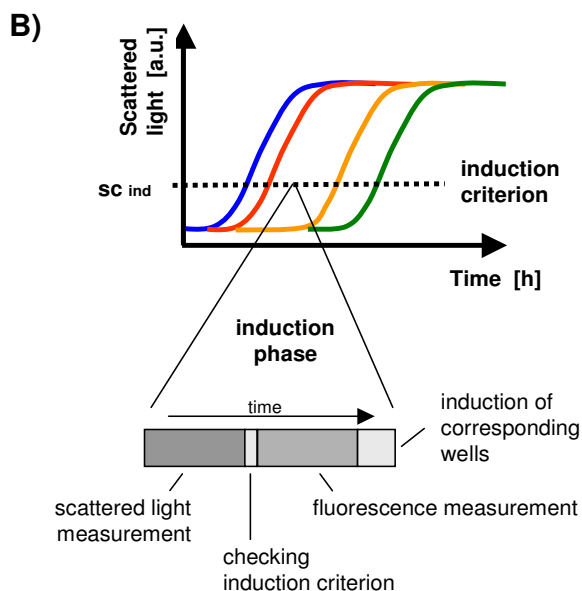 B)
Scattered
light [a.u.]
sc ind
induction
criterion
Time [h]
induction
phase
time
induction of
corresponding
wells
scattered light
measurement
fluorescence measurement
checking
induction criterion